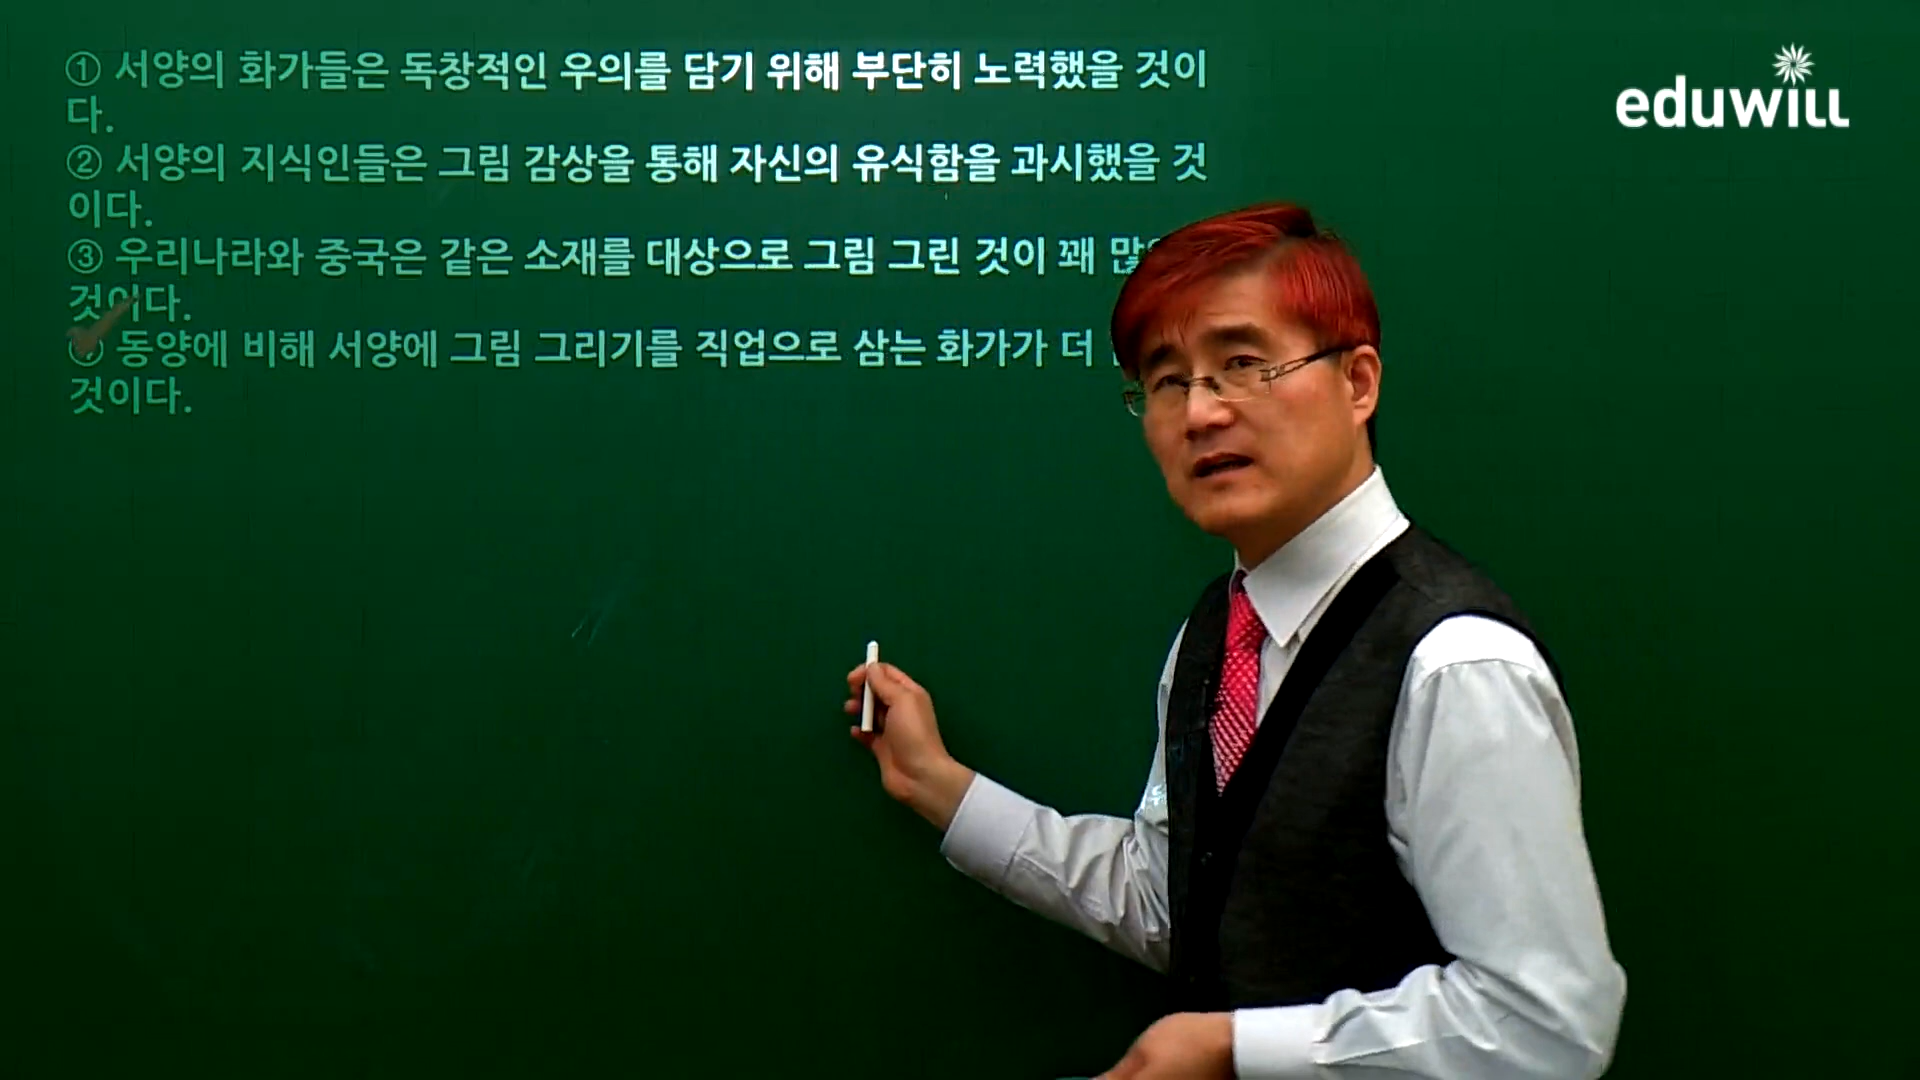 ① 서양의 화가들은 독창적인 우의를 담기 위해 부단히 노력했을 것이
다.
② 서양의 지식인들은 그림 감상을 통해 자신의 유식함을 과시했을 것
이다.
③ 우리나라와 중국은 같은 소재를 대상으로 그림 그린 것이 꽤
것이다.
동양에 비해 서양에 그림 그리기를 직업으로 삼는 화가가 더
것이다.
eduwill